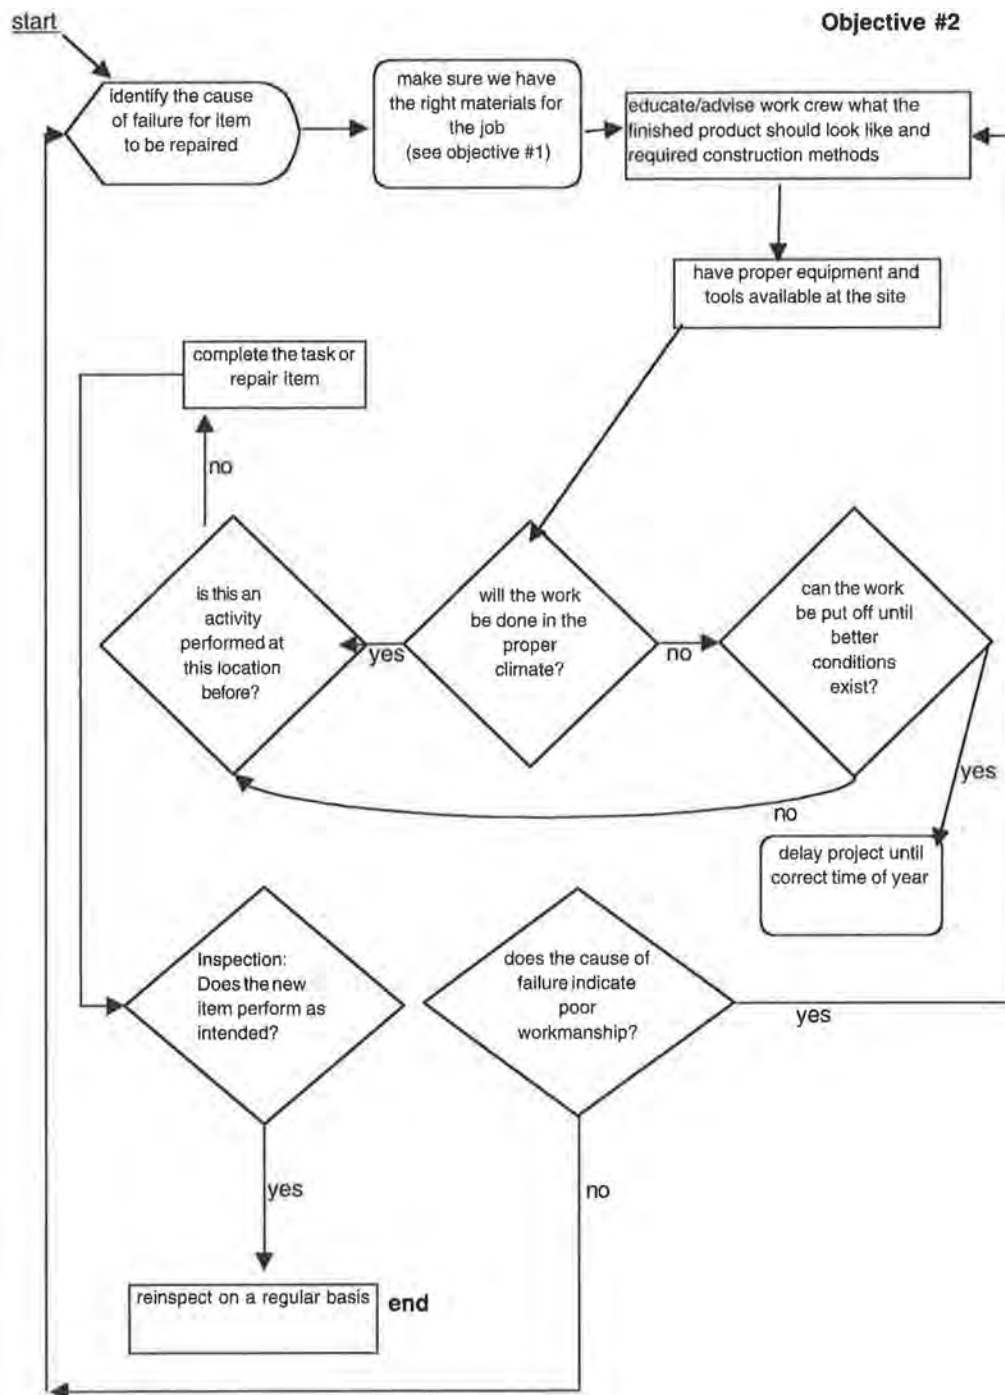 start
Objective #2
identify the cause
of failure for item
to be repaired
make sure we have
the right materials for
the job
(see objective #1)
educate/advise work crew what the
finished product should look like and
required construction methods
have proper equipment and
tools available at the site
complete the task or
repair item
no
is this an
activity
performed at
this location
before?
yes
will the work
be done in the
proper
climate?
no
can the work
be put off until
better
conditions
exist?
yes
no
delay project until
correct time of year
Inspection:
Does the new
item perform as
intended?
does the cause of
failure indicate
poor
workmanship?
yes
yes
no
reinspect on a regular basis
end